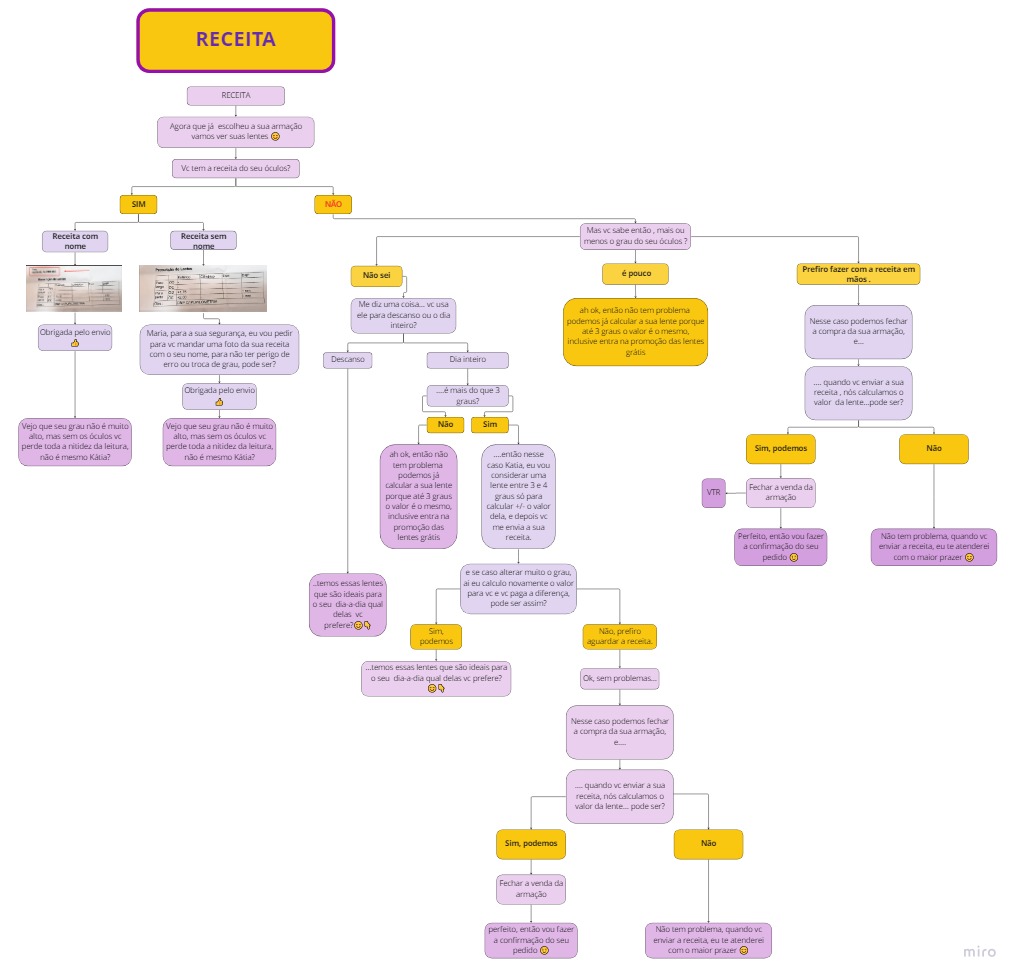 RECEITA
RECEITA
Agora que já escolheu a sua armação
vamos ver suas lentes 😊
Vc tem a receita do seu óculos?
SIM
NÃO
Receita com
nome
Receita sem
nome
Obrigada pelo envio
👍
Maria, para a sua segurança, eu vou pedir
para vc mandar uma foto da sua receita
com o seu nome, para não ter perigo de
erro ou troca de grau, pode ser?
Obrigada pelo envio
👍
Vejo que seu grau não é muito
alto, mas sem os óculos vc
perde toda a nitidez da leitura,
não é mesmo Kátia?
Vejo que seu grau não é muito
alto, mas sem os óculos vc
perde toda a nitidez da leitura,
não é mesmo Kátia?
Mas vc sabe então , mais ou
menos o grau do seu óculos ?
Não sei
é pouco
Prefiro fazer com a receita em
mãos .
Me diz uma coisa... vc usa
ele para descanso ou o dia
inteiro?
Descanso
Dia inteiro
....é mais do que 3
graus?
Não
Sim
ah ok, então não
tem problema
podemos já
calcular a sua lente
porque até 3 graus
o valor é o mesmo,
inclusive entra na
promoção das
lentes grátis
....então nesse
caso Katia, eu vou
considerar uma
lente entre 3 e 4
graus só para
calcular +/- o valor
dela, e depois vc
me envia a sua
receita.
..temos essas lentes
que são ideais para
o seu dia-a-dia qual
delas vc
prefere?😊👇
e se caso alterar muito o grau,
aí eu calculo novamente o valor
para vc e vc paga a diferença,
pode ser assim?
Sim,
podemos
Não, prefiro
aguardar a receita.
...temos essas lentes que são ideais para
o seu dia-a-dia qual delas vc prefere?
😊👇
Ok, sem problemas...
Nesse caso podemos fechar
a compra da sua armação,
e....
.... quando vc enviar a sua
receita, nós calculamos o
valor da lente... pode ser?
Sim, podemos
Não
Fechar a venda da
armação
perfeito, então vou fazer
a confirmação do seu
pedido 😊
Não tem problema, quando vc
enviar a receita, eu te atenderei
com o maior prazer 😊
ah ok, então não tem problema
podemos já calcular a sua lente porque
até 3 graus o valor é o mesmo,
inclusive entra na promoção das lentes
grátis
Nesse caso podemos fechar
a compra da sua armação,
e...
.... quando vc enviar a sua
receita , nós calculamos o
valor da lente...pode ser?
Sim, podemos
Não
VTR
Fechar a venda da
armação
Perfeito, então vou fazer
a confirmação do seu
pedido 😊
Não tem problema, quando vc
enviar a receita, eu te atenderei
com o maior prazer 😊
miro